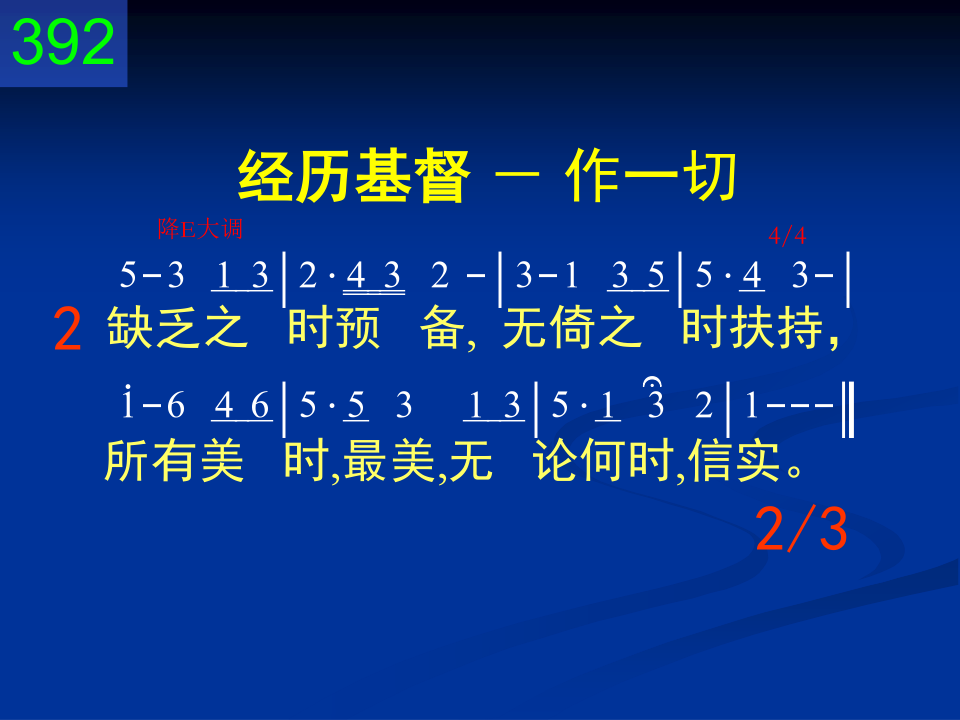 392
经历基督 － 作一切
降E大调 4/4
5-3 1 3|2·4 3 2 -|3-1 3 5|5·4 3-|
2 缺乏之 时预 备, 无倚之 时扶持，
i-6 4 6|5·5 3 1 3|5·1 3 2|1---‖
所有美 时,最美,无 论何时,信实。
2/3